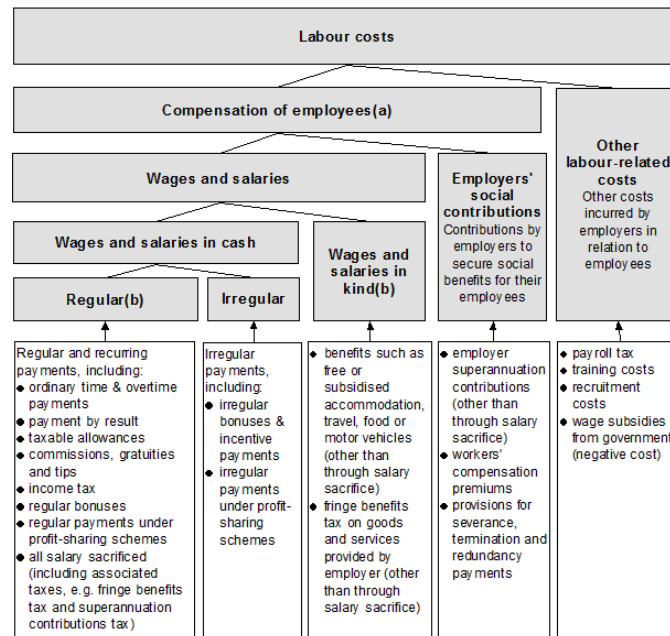 Labour costs
Compensation of employees(a)
Other
labour-related
costs
Other costs
incurred by
employers in
relation to
employees
Wages and salaries
Employers'
social
contributions
Contributions by
employers to
secure social
benefits for their
employees
Wages and salaries in cash
Wages and
salaries in
kind(b)
Regular(b)
Irregular
Regular and recurring
payments, including:
● ordinary time & overtime
payments
● payment by result
● taxable allowances
● commissions, gratuities
and tips
● income tax
● regular bonuses
● regular payments under
profit-sharing schemes
● all salary sacrificed
(including associated
taxes, e.g. fringe benefits
tax and superannuation
contributions tax)
Irregular
payments,
including:
● irregular
bonuses &
incentive
payments
● irregular
payments
under profit-
sharing
schemes
● benefits such as
free or
subsidised
accommodation,
travel, food or
motor vehicles
(other than
through salary
sacrifice)
● fringe benefits
tax on goods
and services
provided by
employer (other
than through
salary sacrifice)
● employer
superannuation
contributions
(other than
through salary
sacrifice)
● workers'
compensation
premiums
● provisions for
severance,
termination and
redundancy
payments
● payroll tax
● training costs
● recruitment
costs
● wage subsidies
from government
(negative cost)